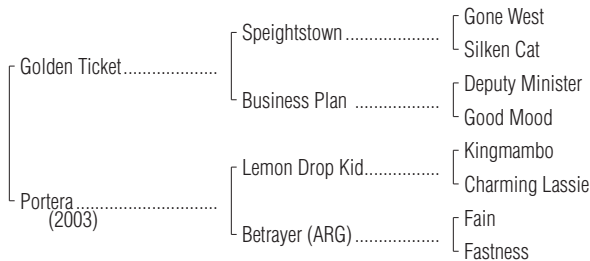 Gone West
Speightstown
Silken Cat
Golden Ticket
Deputy Minister
Business Plan
Good Mood
Kingmambo
Lemon Drop Kid
Charming Lassie
Portera
(2003)
Fain
Betrayer (ARG)
Fastness